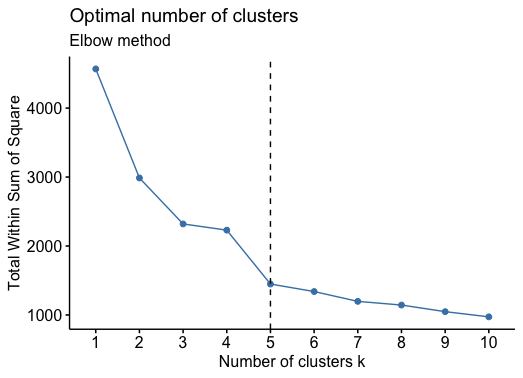 Optimal number of clusters
Elbow method
Total Within Sum of Square
4000
3000
2000
1000
1 2 3 4 5 6 7 8 9 10
Number of clusters k